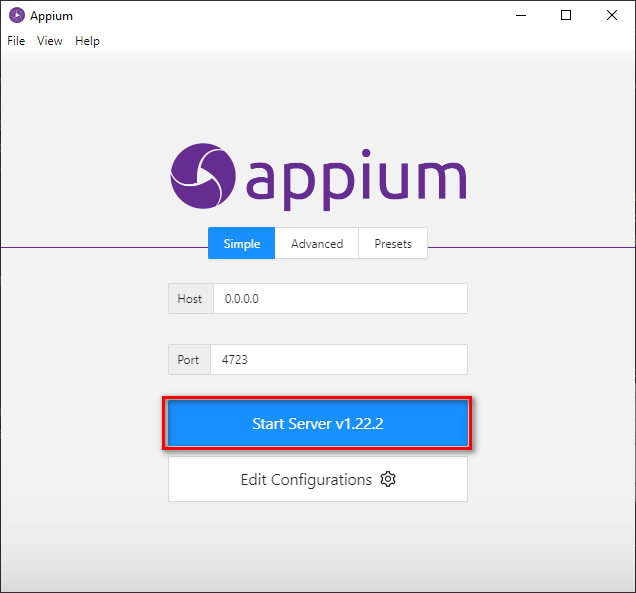 Appium
File View Help
appium
Simple Advanced Presets
Host 0.0.0.0
Port 4723
Start Server v1.22.2
Edit Configurations